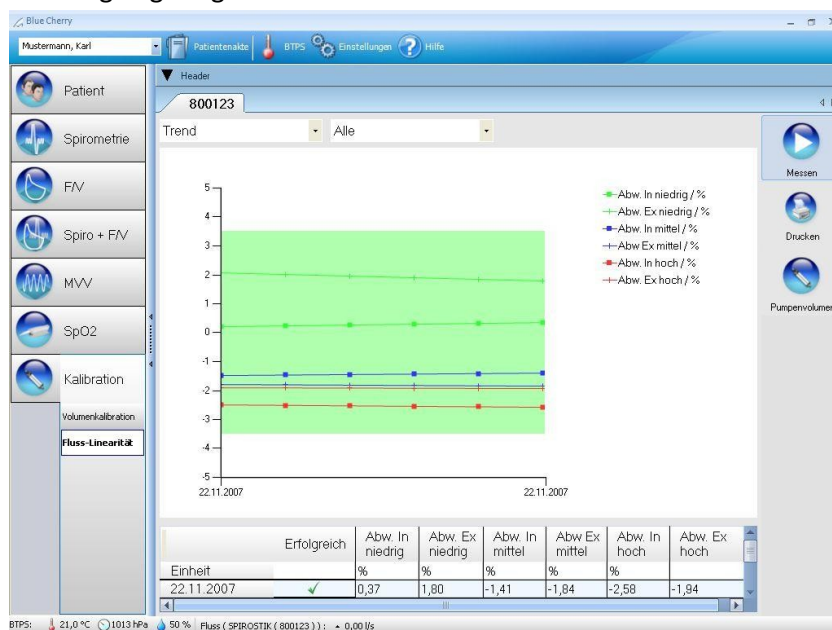 Blue Cherry
Mustermann, Karl
Patientenakte
BTPS
Einstellungen
Hilfe
Header
800123
Patient
Spirometrie
F/V
Spiro + F/V
MVV
SpO2
Kalibration
Volumenkalibration
Fluss-Linearität
Trend
Alle
5
4
3
2
1
0
-1
-2
-3
-4
-5
22.11.2007 22.11.2007
Abw. In niedrig / %
Abw. Ex niedrig / %
Abw. In mittel / %
Abw Ex mittel / %
Abw. In hoch / %
Abw. Ex hoch / %
Messen
Drucken
Pumpenvolumen
Erfolgreich Abw. In niedrig Abw. Ex niedrig Abw. In mittel Abw Ex mittel Abw. In hoch Abw. Ex hoch
Einheit % % % % %
22.11.2007 ✓ 0,37 1,80 -1,41 -1,84 -2,58 -1,94
BTPS: 21,0 °C 1013 hPa 50 % Fluss ( SPIROSTIK ( 800123 ) ) : 0,00 l/s